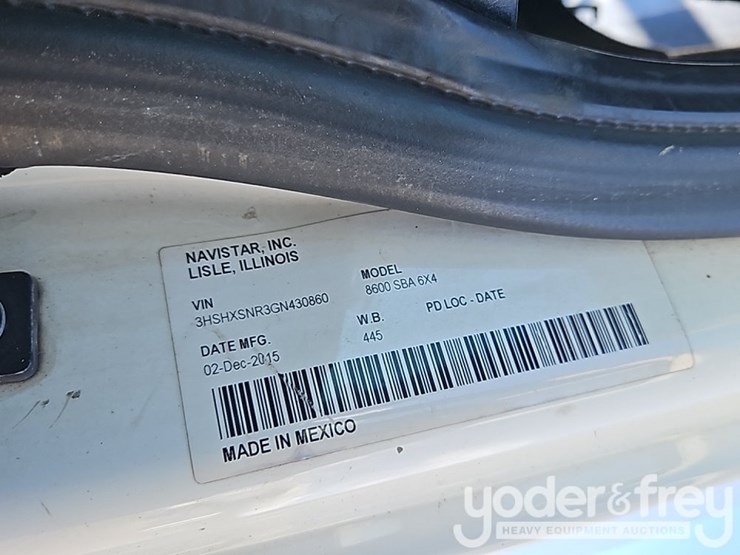 NAVISTAR, INC.
LISLE, ILLINOIS
VIN
3HSHXSNR3GN430860
MODEL
8600 SBA 6X4
DATE MFG.
02-Dec-2015
W.B.
445
PD LOC - DATE
MADE IN MEXICO
yoder&frey
HEAVY EQUIPMENT AUCTIONS